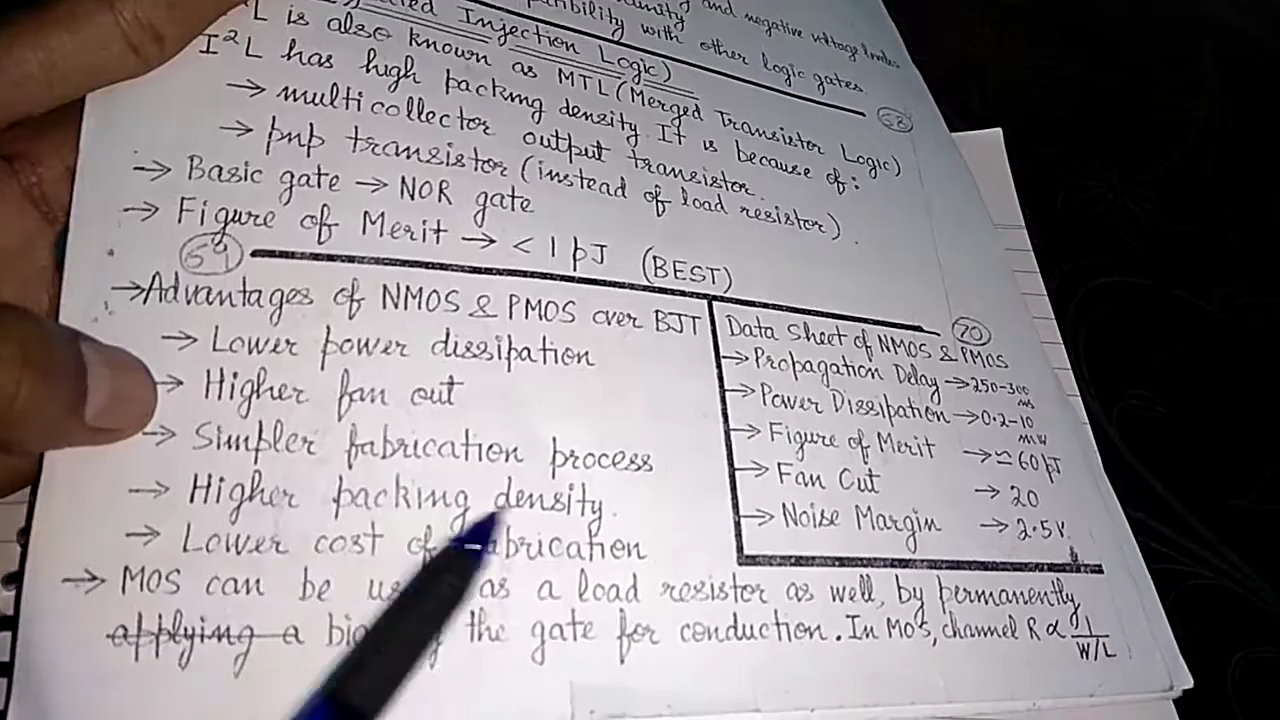 and negative voltage levels
with other logic gates
Injection Logic)
68
L is also known as MTL (Merged Transistor Logic)
I²L has high packing density. It is because of:
→ multicollector output transistor.
→ pnp transistor (instead of load resistor).
→ Basic gate → NOR gate
→ Figure of Merit → < 1 pJ (BEST)
69
→ Advantages of NMOS & PMOS over BJT
→ Lower power dissipation
→ Higher fan out
→ Simpler fabrication process
→ Higher packing density.
→ Lower cost of fabrication
70
Data Sheet of NMOS & PMOS
→ Propagation Delay → 250-300 ns
→ Power Dissipation → 0.2-10 mW
→ Figure of Merit → ≃ 60 pJ
→ Fan Out → 20
→ Noise Margin → 2.5V.
→ MOS can be as a load resistor as well, by permanently
applying a the gate for conduction. In MOS, channel R ∝ 1/W/L